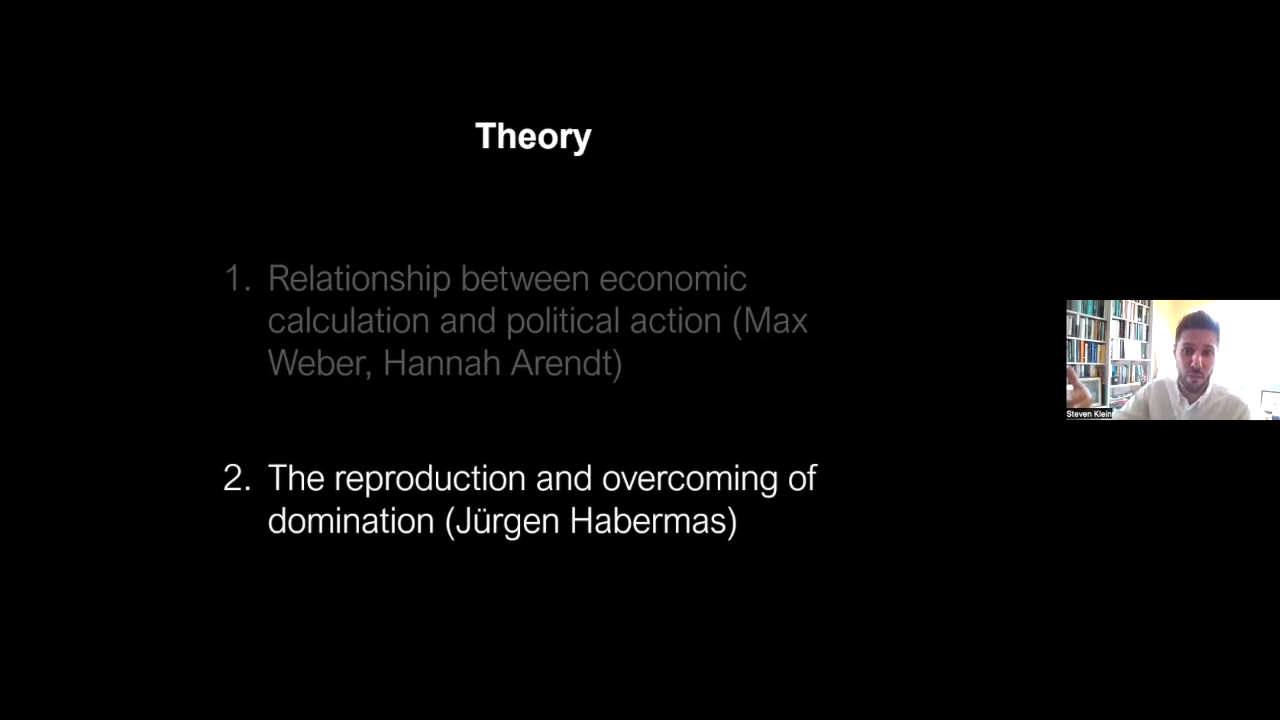 Theory
1. Relationship between economic
calculation and political action (Max
Weber, Hannah Arendt)
2. The reproduction and overcoming of
domination (Jürgen Habermas)
Steven Klein